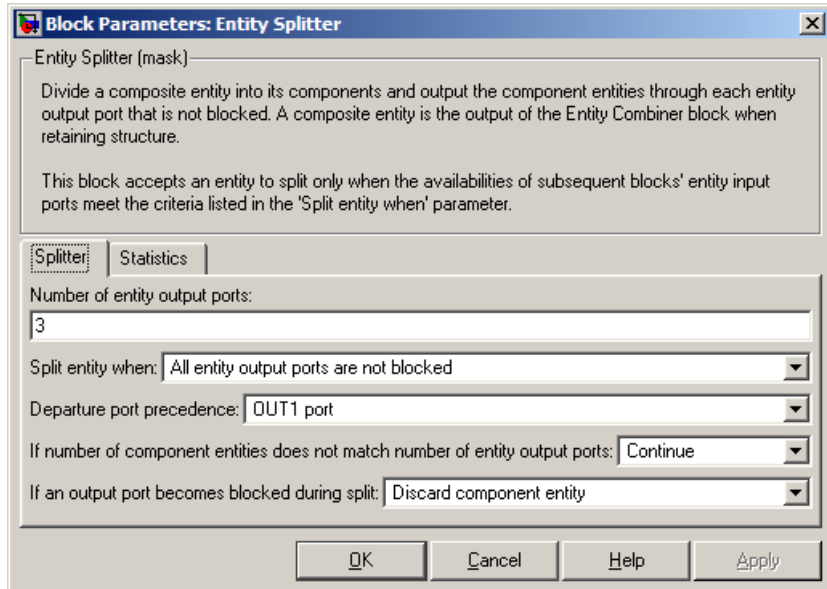 Block Parameters: Entity Splitter
Entity Splitter (mask)
Divide a composite entity into its components and output the component entities through each entity
output port that is not blocked. A composite entity is the output of the Entity Combiner block when
retaining structure.
This block accepts an entity to split only when the availabilities of subsequent blocks' entity input
ports meet the criteria listed in the 'Split entity when' parameter.
Splitter
Statistics
Number of entity output ports:
3
Split entity when: All entity output ports are not blocked
Departure port precedence: OUT1 port
If number of component entities does not match number of entity output ports: Continue
If an output port becomes blocked during split: Discard component entity
OK Cancel Help Apply